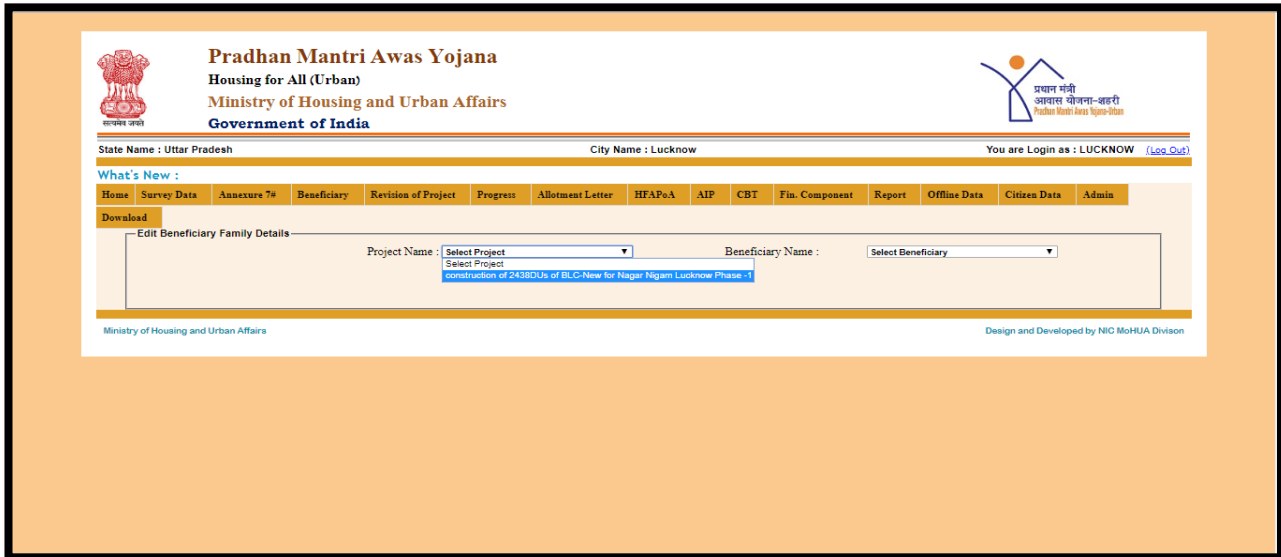 Pradhan Mantri Awas Yojana
Housing for All (Urban)
Ministry of Housing and Urban Affairs
Government of India
सत्यमेव जयते
प्रधान मंत्री
आवास योजना-शहरी
Pradhan Mantri Awas Yojana-Urban
State Name : Uttar Pradesh City Name : Lucknow You are Login as : LUCKNOW (Log Out)
What's New :
Home Survey Data Annexure 7# Beneficiary Revision of Project Progress Allotment Letter HFAPoA AIP CBT Fin. Component Report Offline Data Citizen Data Admin
Download
Edit Beneficiary Family Details
Project Name : Select Project Beneficiary Name : Select Beneficiary
Select Project
construction of 2438DUs of BLC-New for Nagar Nigam Lucknow Phase -1
Ministry of Housing and Urban Affairs Design and Developed by NIC MoHUA Divison